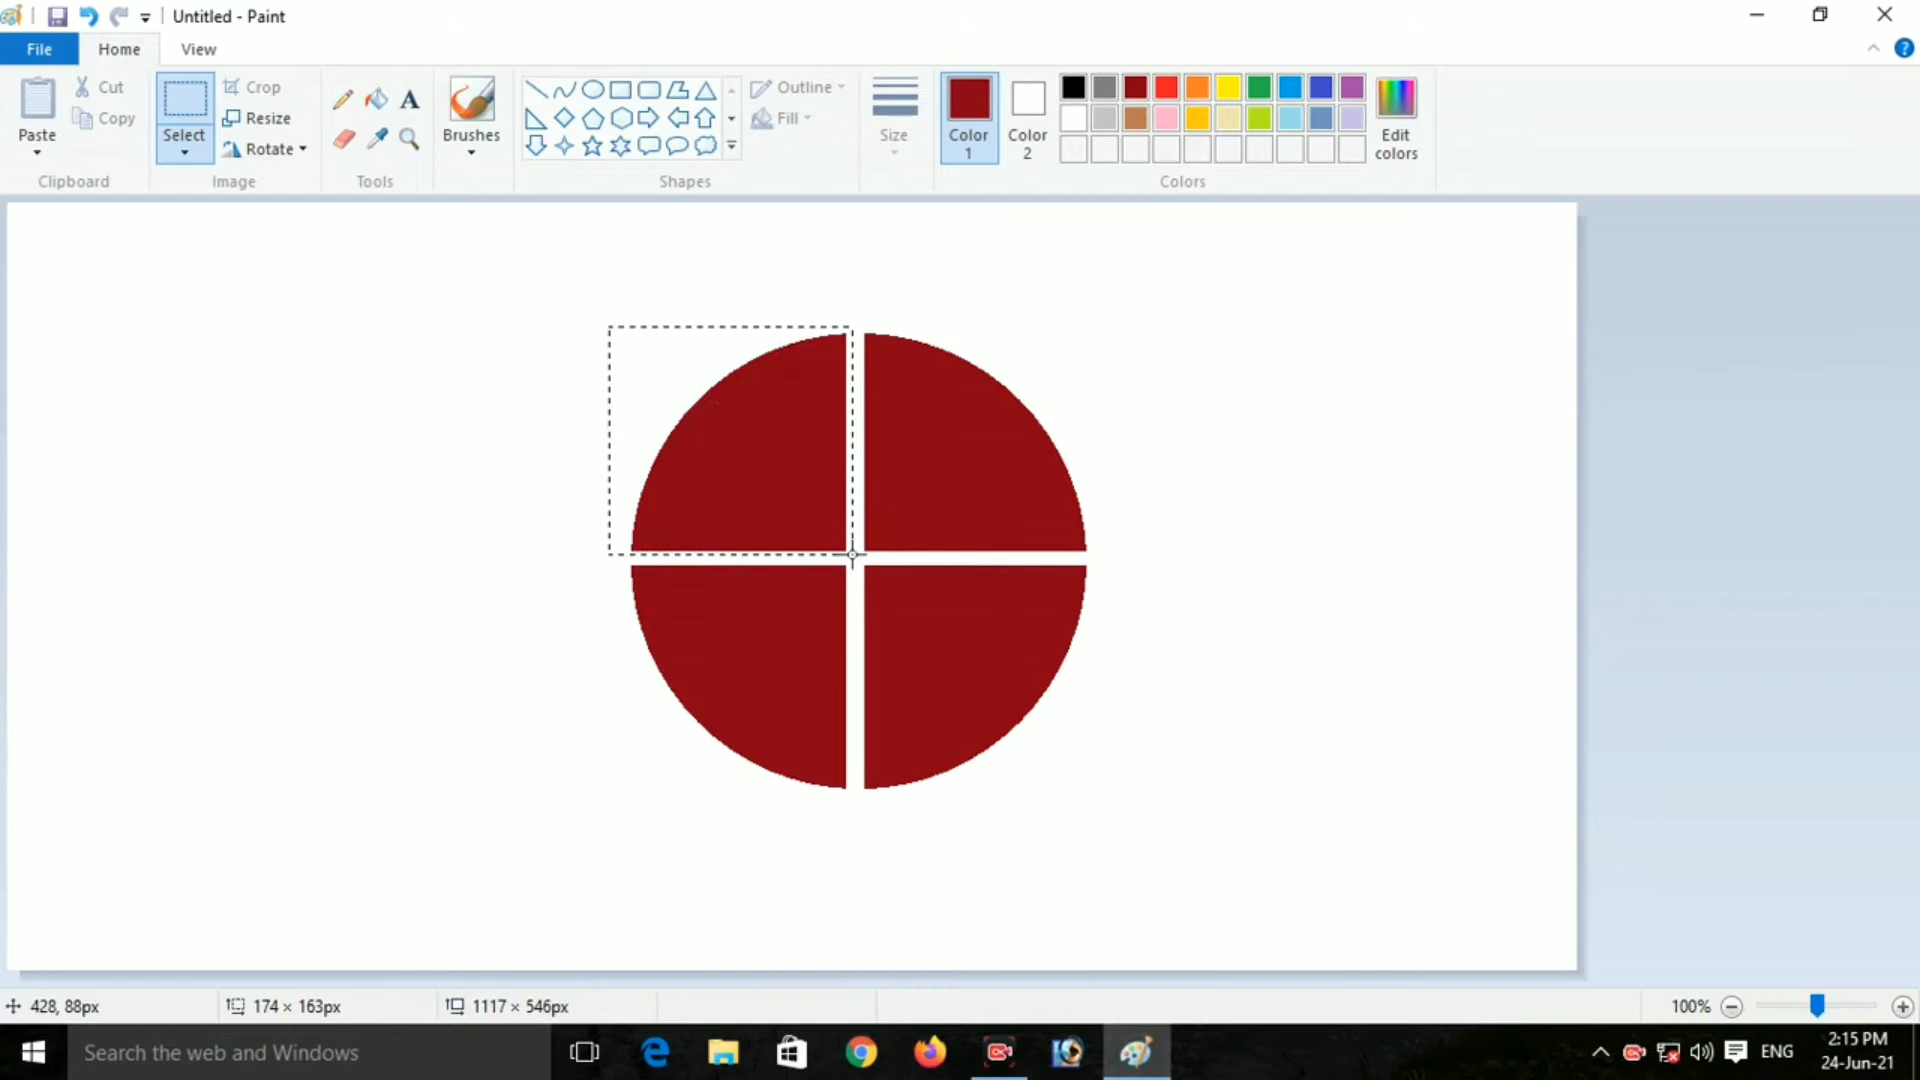 Untitled - Paint
File Home View
Paste
Cut
Copy
Clipboard
Select
Crop
Resize
Rotate
Image
A
Tools
Brushes
Shapes
Outline
Fill
Size
Color 1
Color 2
Edit colors
Colors
428, 88px
174 × 163px
1117 × 546px
100%
Search the web and Windows
ENG
2:15 PM
24-Jun-21